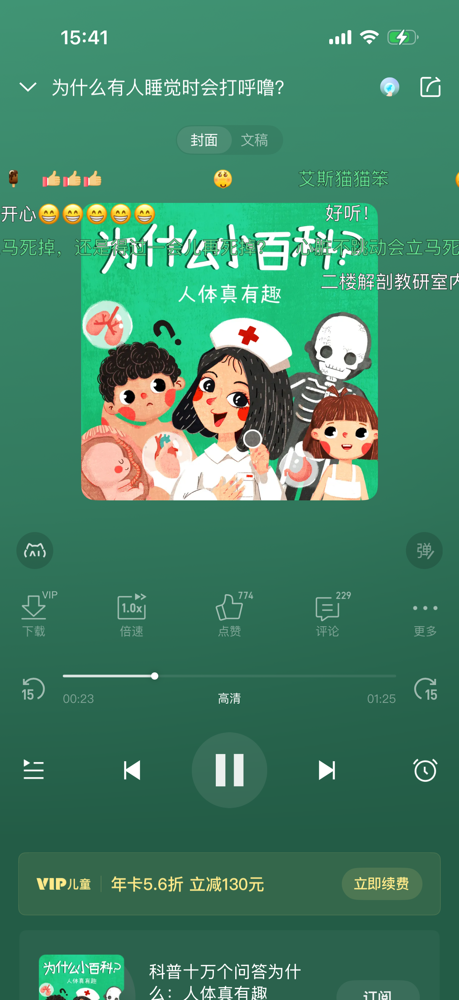 15:41
为什么有人睡觉时会打呼噜?
封面 文稿
艾斯猫猫笨
开心 好听！
马死掉，还是得过一会儿再死掉? 心脏不跳动会立马死
为什么小百科?
二楼解剖教研室内
人体真有趣
AI 弹
VIP 1.0x 774 229
下载 倍速 点赞 评论 更多
15 00:23 高清 01:25 15
VIP儿童 年卡5.6折 立减130元 立即续费
为什么小百科?
人体真有趣
科普十万个问答为什
么：人体真有趣
订阅